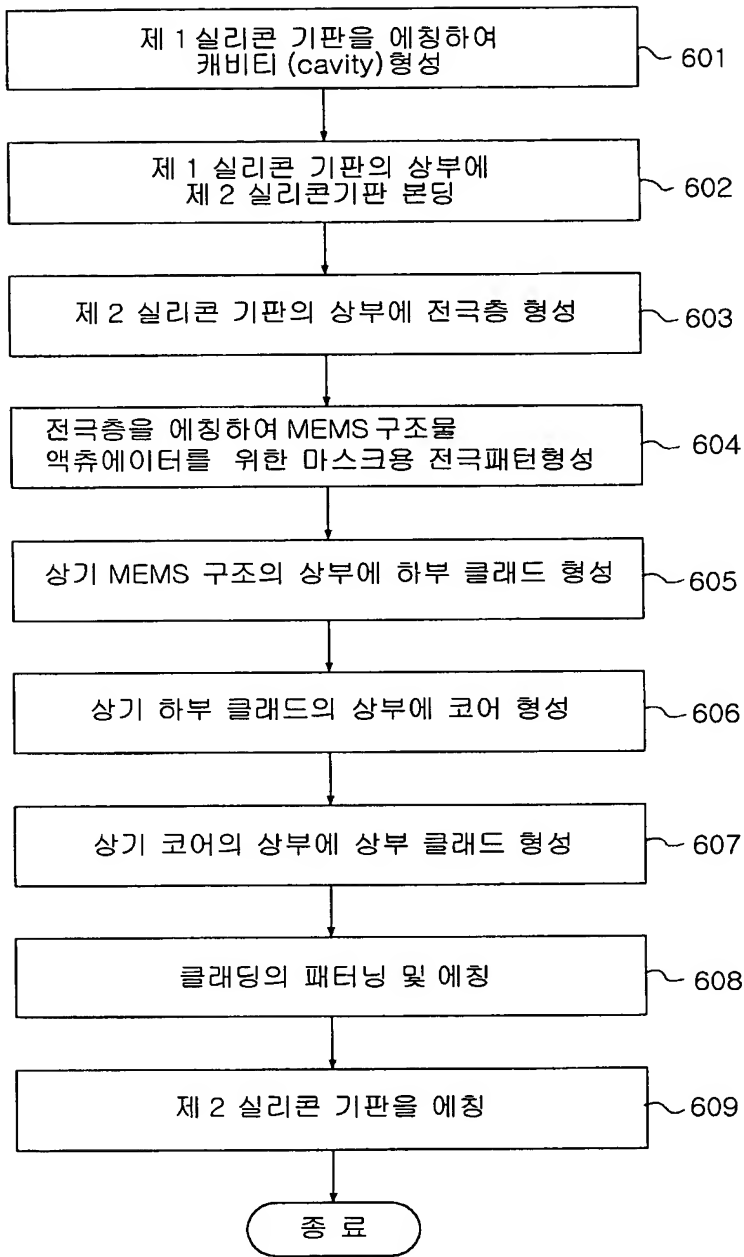 제 1 실리콘 기판을 에칭하여
캐비티 (cavity)형성
601
제 1 실리콘 기판의 상부에
제 2 실리콘기판 본딩
602
제 2 실리콘 기판의 상부에 전극층 형성
603
전극층을 에칭하여 MEMS 구조물
액츄에이터를 위한 마스크용 전극패턴형성
604
상기 MEMS 구조의 상부에 하부 클래드 형성
605
상기 하부 클래드의 상부에 코어 형성
606
상기 코어의 상부에 상부 클래드 형성
607
클래딩의 패터닝 및 에칭
608
제 2 실리콘 기판을 에칭
609
종 료